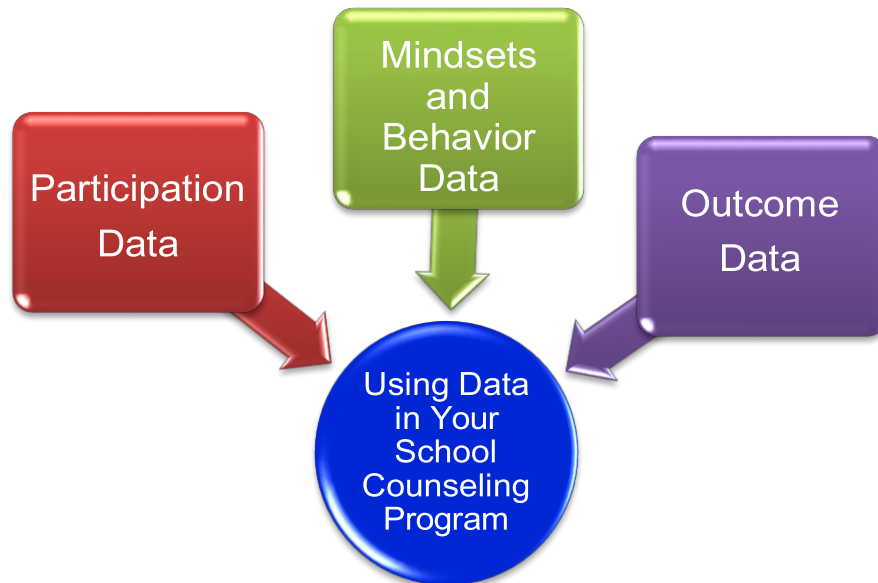 Mindsets
and
Behavior
Data
Participation
Data
Outcome
Data
Using Data
in Your
School
Counseling
Program